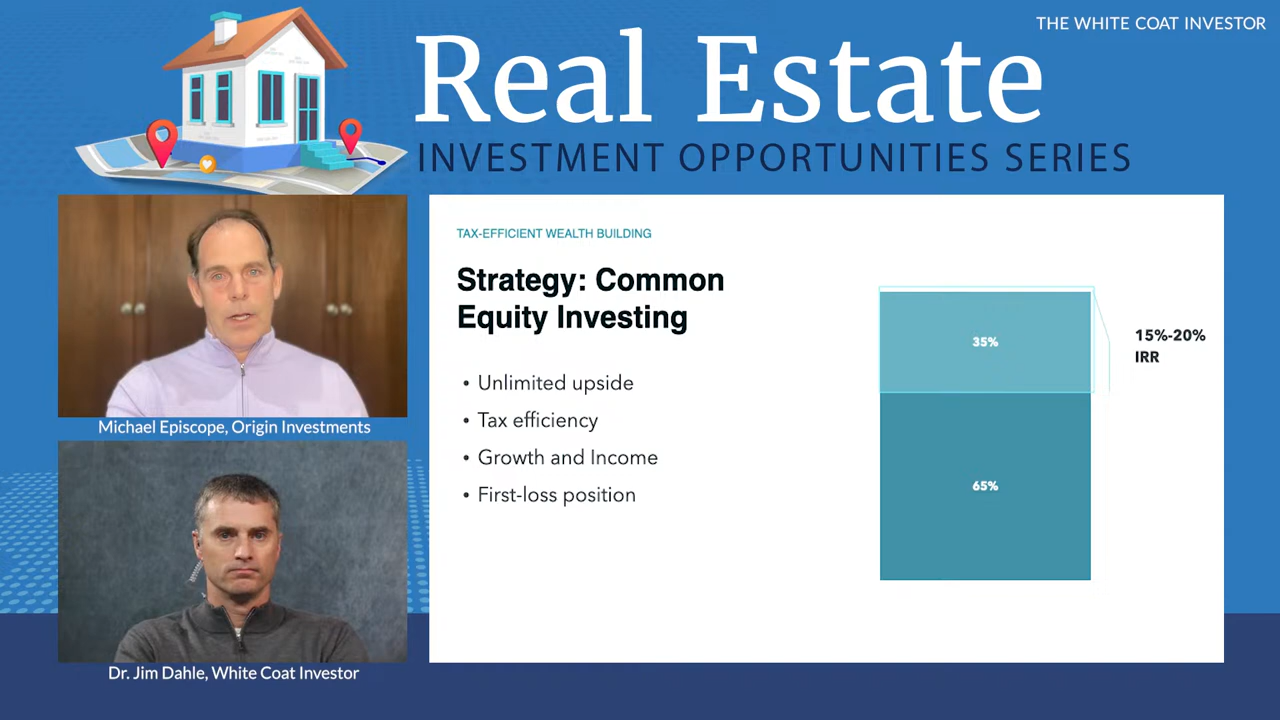 THE WHITE COAT INVESTOR
Real Estate
INVESTMENT OPPORTUNITIES SERIES
Michael Episcope, Origin Investments
Dr. Jim Dahle, White Coat Investor
TAX-EFFICIENT WEALTH BUILDING
Strategy: Common
Equity Investing
• Unlimited upside
• Tax efficiency
• Growth and Income
• First-loss position
35%
15%-20%
IRR
65%